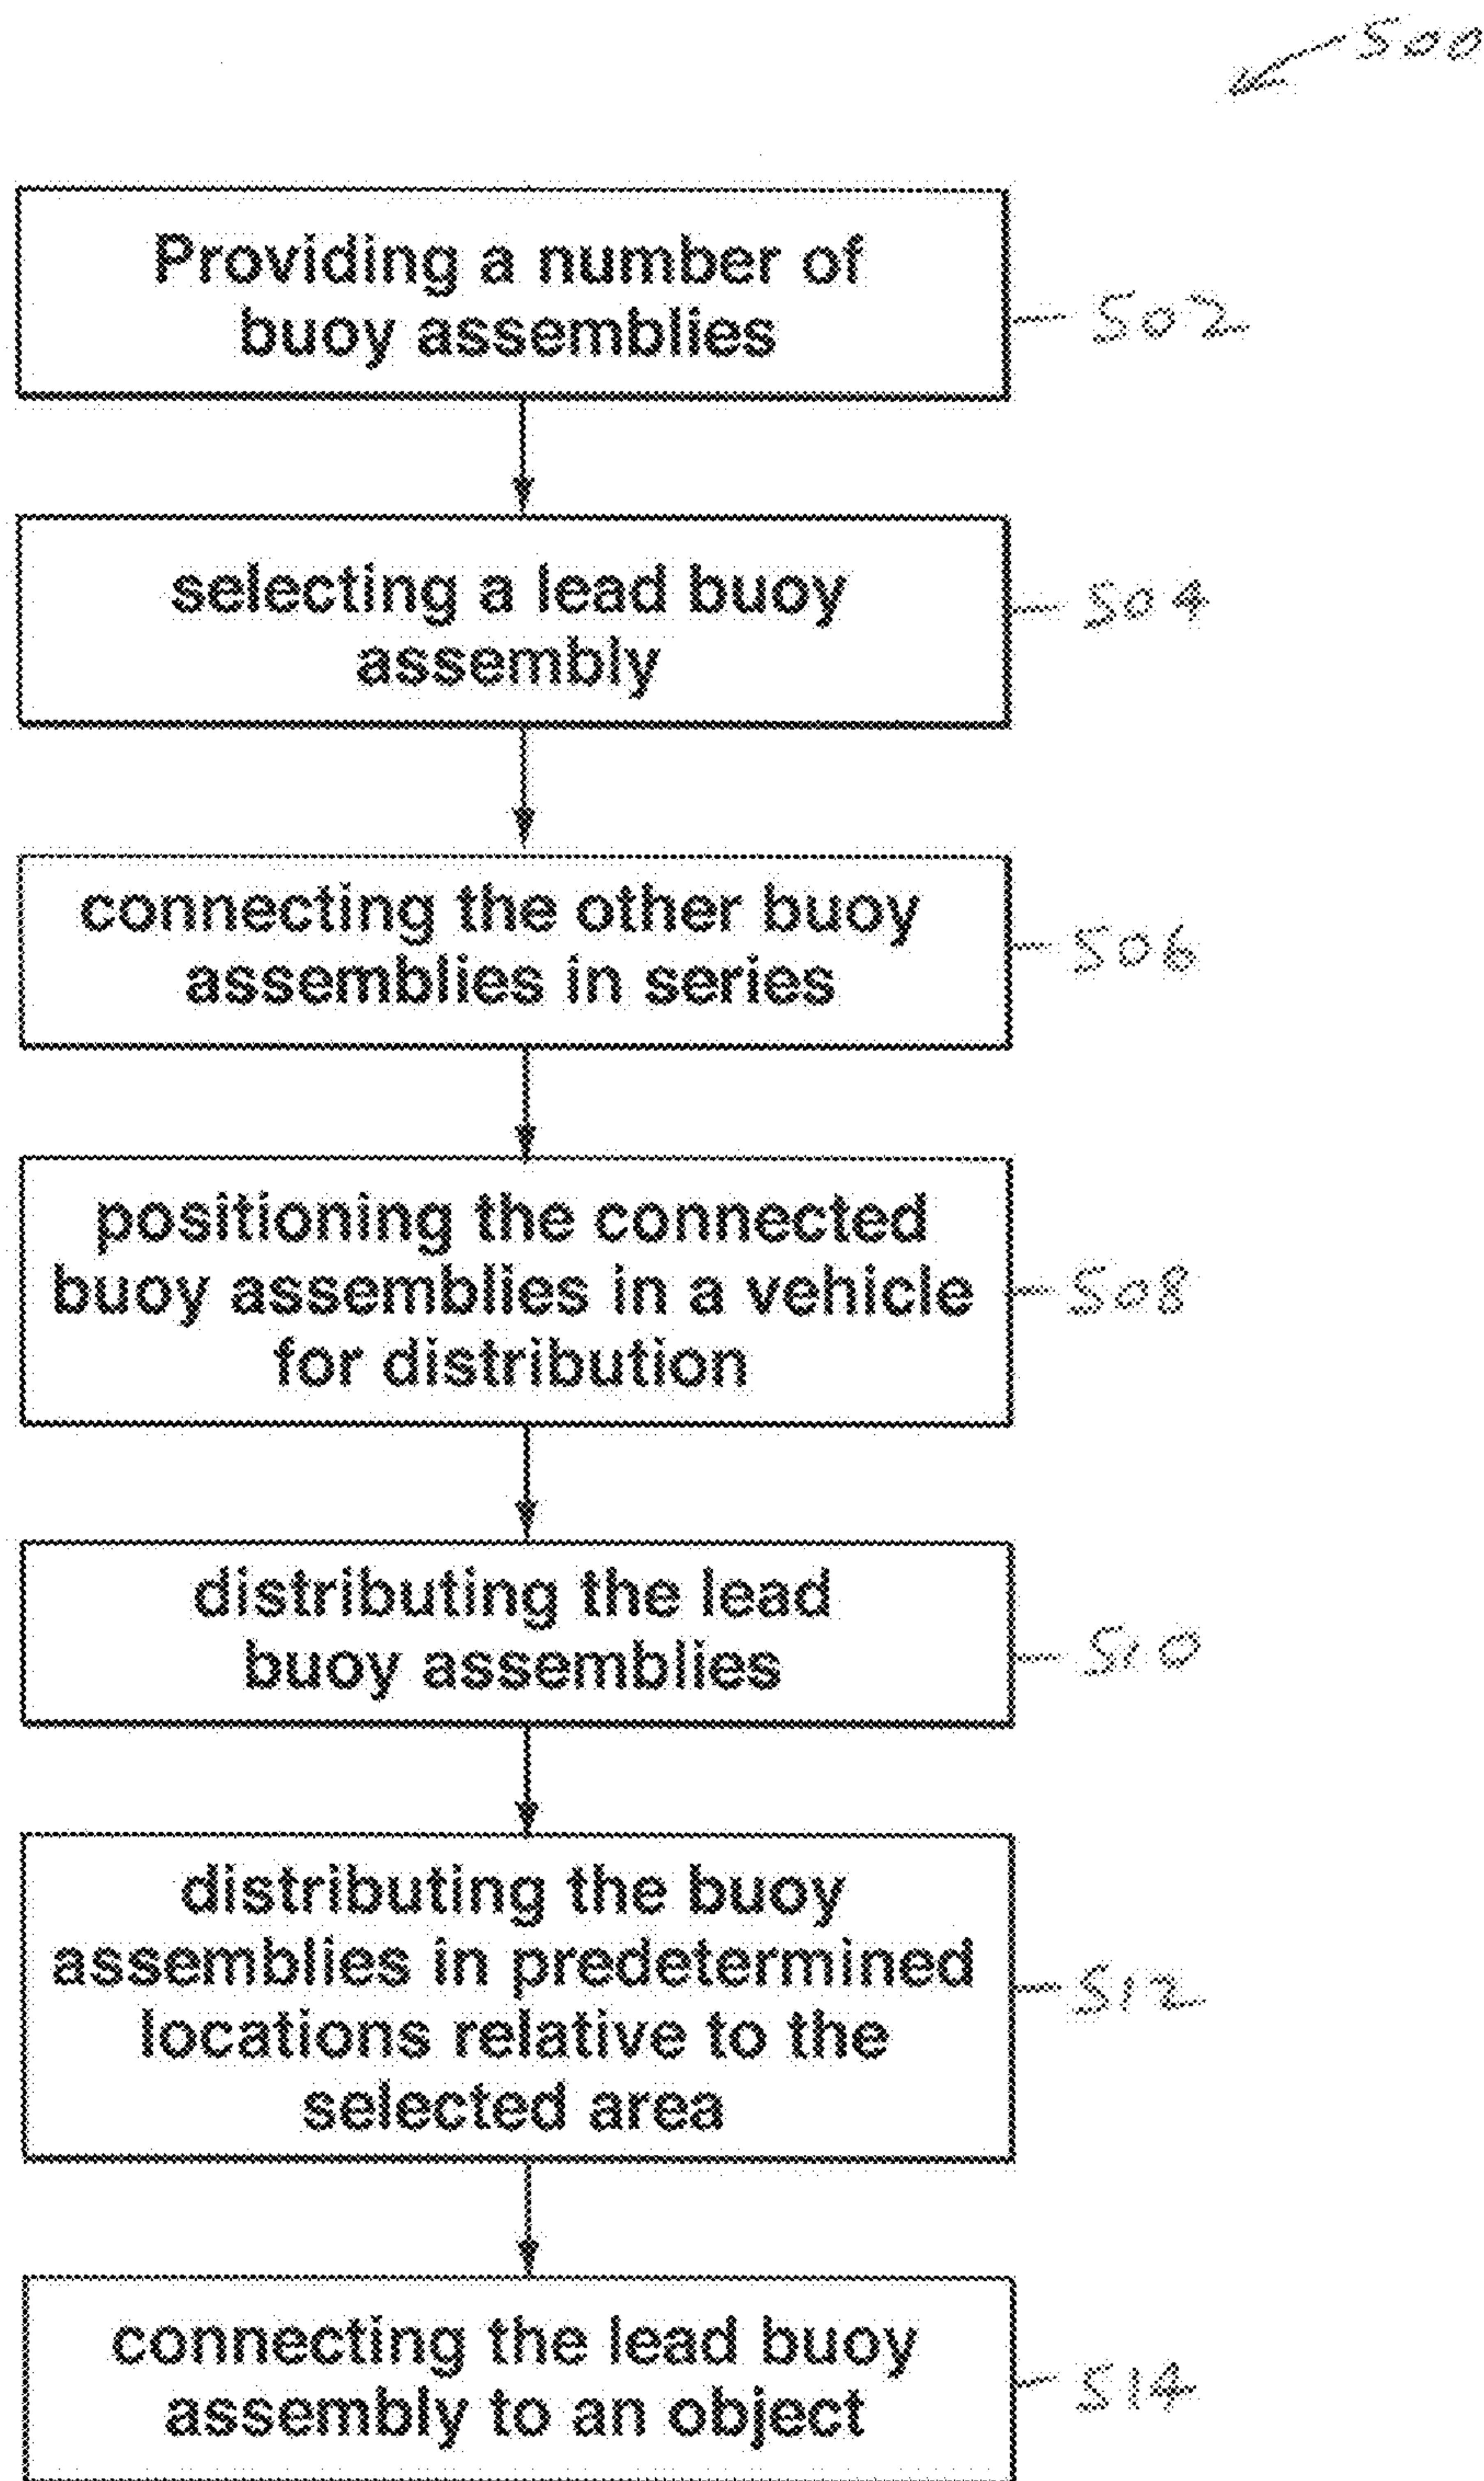 500
Providing a number of
buoy assemblies
502
selecting a lead buoy
assembly
504
connecting the other buoy
assemblies in series
506
positioning the connected
buoy assemblies in a vehicle
for distribution
508
distributing the lead
buoy assemblies
510
distributing the buoy
assemblies in predetermined
locations relative to the
selected area
512
connecting the lead buoy
assembly to an object
514